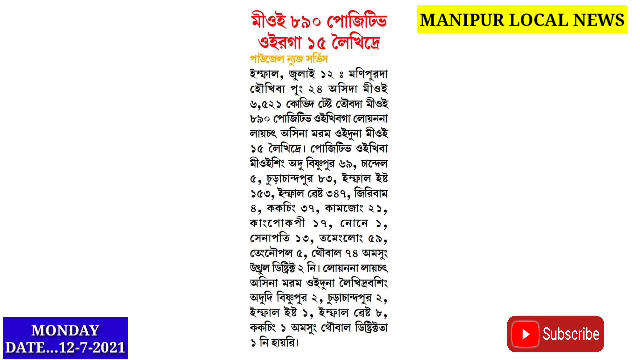 MANIPUR LOCAL NEWS
মীওই ৮৯০ পোজিটিভ
ওইরগা ১৫ লৈখিদ্রে
পাউজেল ন্যুজ সর্ভিস
ইম্ফাল, জুলাই ১২ ঃ মণিপুরদা
হৌখিবা পূং ২৪ অসিদা মীওই
৬,৫২১ কোভিদ টেষ্ট তৌবদা মীওই
৮৯০ পোজিটিভ ওইখিবগা লোয়ননা
লায়চৎ অসিনা মরম ওইদুনা মীওই
১৫ লৈখিদ্রে। পোজিটিভ ওইখিবা
মীওইশিং অদু বিষ্ণুপুর ৬৯, চান্দেল
৫, চুড়াচান্দপুর ৮৩, ইম্ফাল ইষ্ট
১৫৩, ইম্ফাল ৱেষ্ট ৩৪৭, জিরিবাম
৪, ককচিং ৩৭, কামজোং ২১,
কাংপোকপী ১৭, নোনে ১,
সেনাপতি ১৩, তমেংলোং ৫৯,
তেংনৌপল ৫, থৌবাল ৭৪ অমসুং
উখ্রুল ডিষ্ট্রিক্ট ২ নি। লোয়ননা লায়চৎ
অসিনা মরম ওইদুনা লৈখিদ্রবশিং
অদুদি বিষ্ণুপুর ২, চুড়াচান্দপুর ২,
ইম্ফাল ইষ্ট ১, ইম্ফাল ৱেষ্ট ৮,
ককচিং ১ অমসুং থৌবাল ডিষ্ট্রিক্টতা
১ নি হায়রি।
MONDAY
DATE...12-7-2021
Subscribe